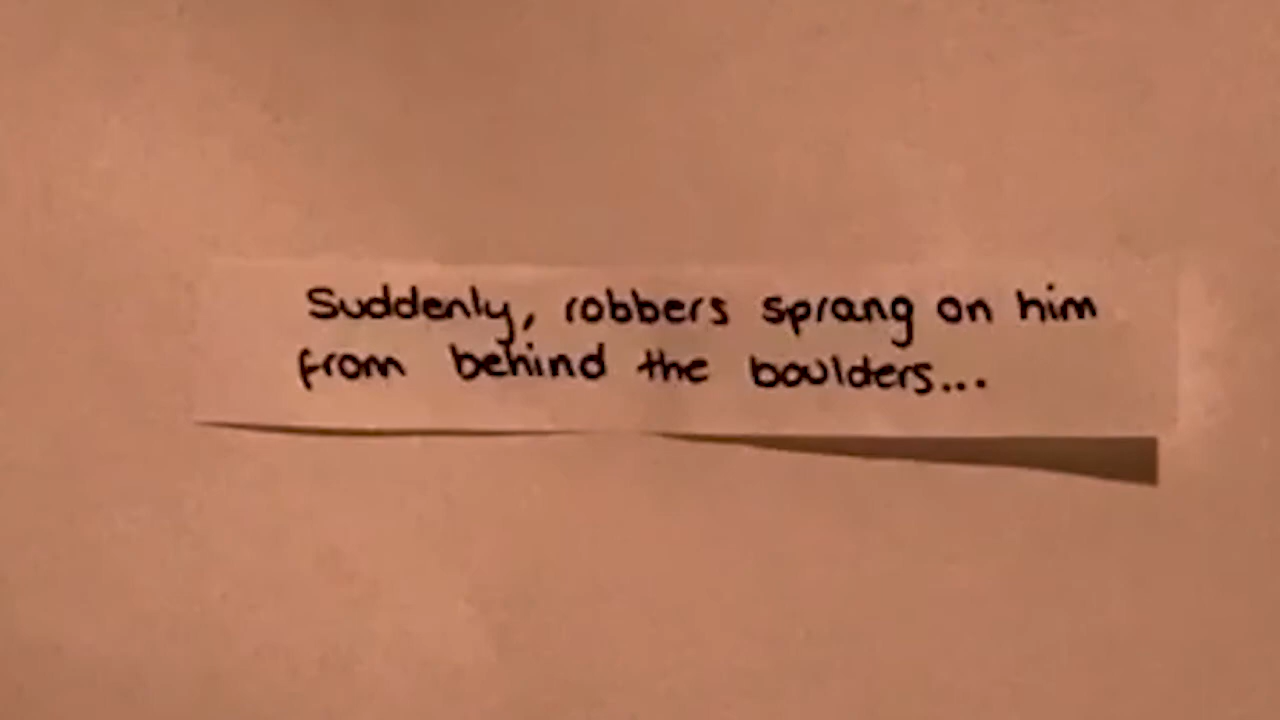 Suddenly, robbers sprang on him
from behind the boulders...